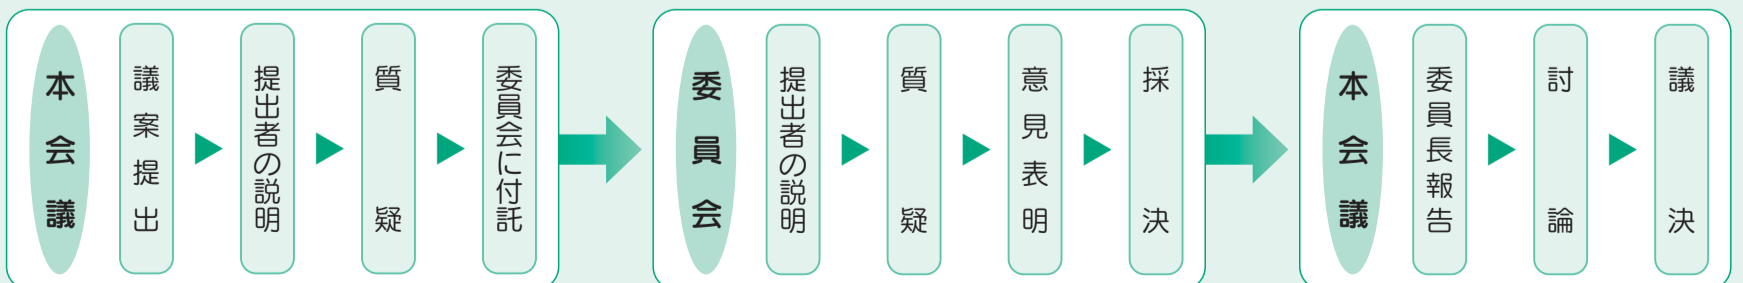 本会議
議案提出
提出者の説明
質疑
委員会に付託
委員会
提出者の説明
質疑
意見表明
採決
本会議
委員長報告
討論
議決